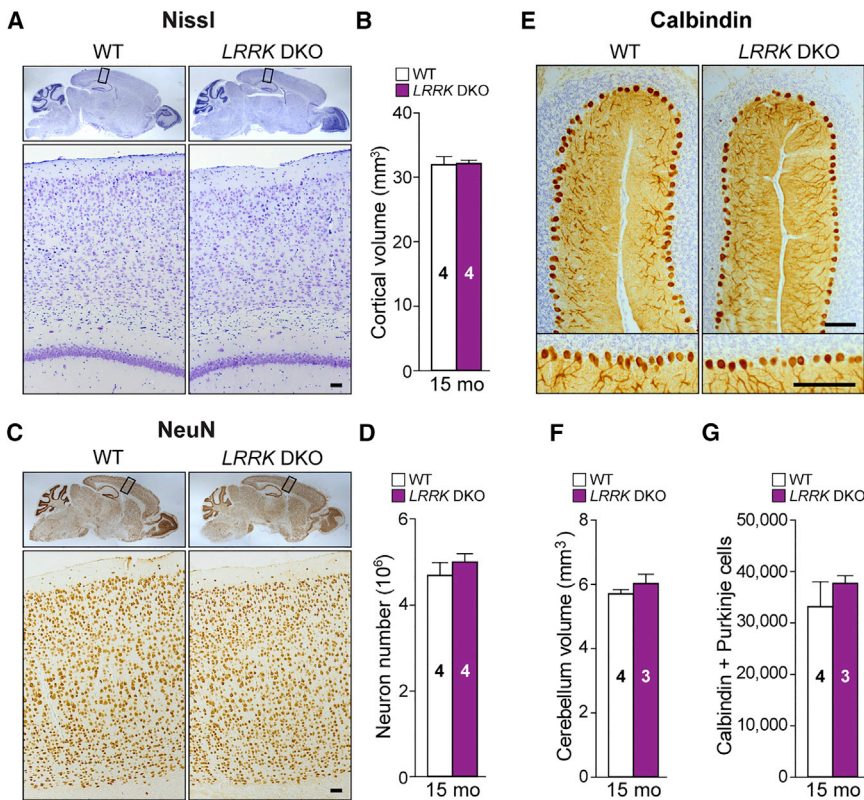 A
Nissl
WT
LRRK DKO
B
WT
LRRK DKO
Cortical volume (mm³)
40
30
20
10
0
4
4
15 mo
C
NeuN
WT
LRRK DKO
D
WT
LRRK DKO
Neuron number (10⁶)
6
4
2
0
4
4
15 mo
E
Calbindin
WT
LRRK DKO
F
WT
LRRK DKO
Cerebellum volume (mm³)
8
6
4
2
0
4
3
15 mo
G
WT
LRRK DKO
Calbindin + Purkinje cells
50,000
40,000
30,000
20,000
10,000
0
4
3
15 mo